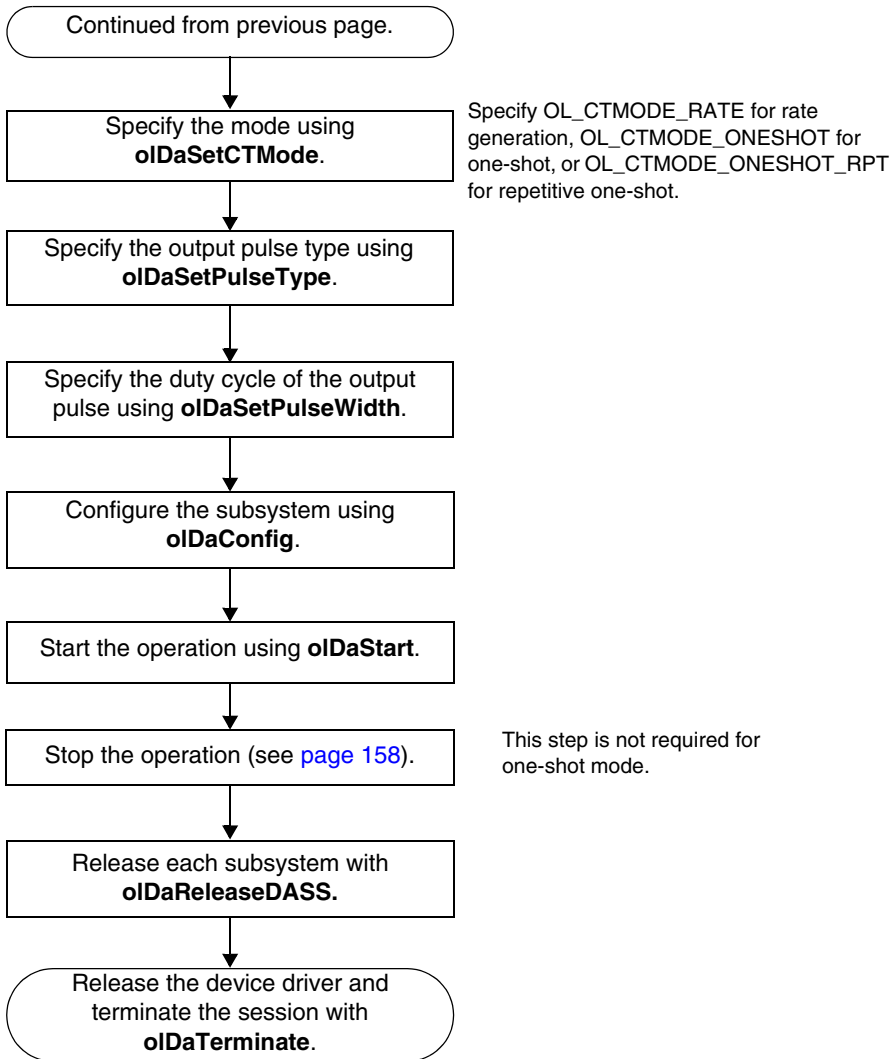 Continued from previous page.
Specify the mode using
olDaSetCTMode.
Specify OL_CTMODE_RATE for rate
generation, OL_CTMODE_ONESHOT for
one-shot, or OL_CTMODE_ONESHOT_RPT
for repetitive one-shot.
Specify the output pulse type using
olDaSetPulseType.
Specify the duty cycle of the output
pulse using olDaSetPulseWidth.
Configure the subsystem using
olDaConfig.
Start the operation using olDaStart.
Stop the operation (see page 158).
This step is not required for
one-shot mode.
Release each subsystem with
olDaReleaseDASS.
Release the device driver and
terminate the session with
olDaTerminate.